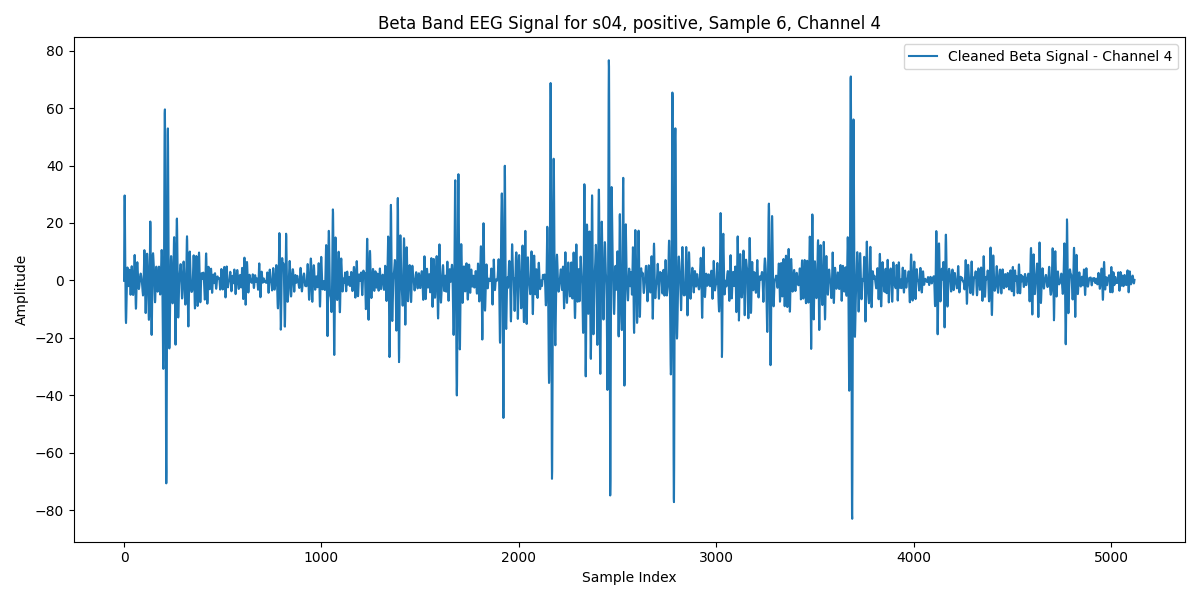 Beta Band EEG Signal for s04, positive, Sample 6, Channel 4
Cleaned Beta Signal - Channel 4
Amplitude
80
60
40
20
0
−20
−40
−60
−80
0 1000 2000 3000 4000 5000
Sample Index